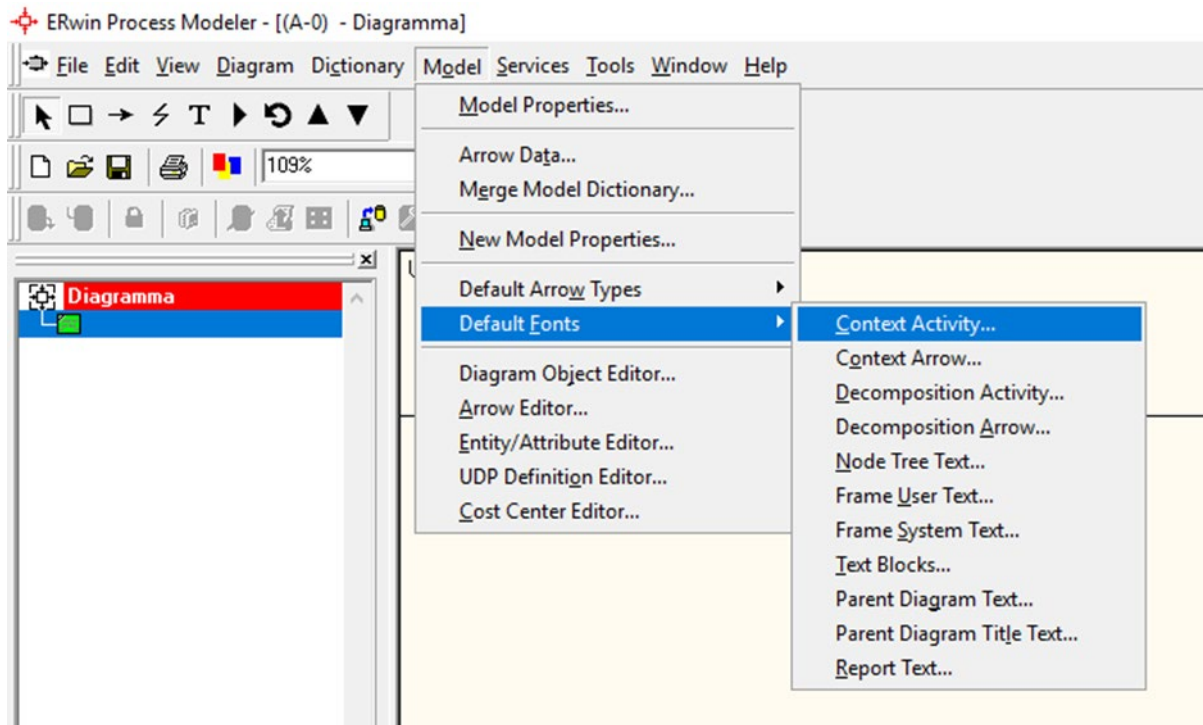 ERwin Process Modeler - [(A-0) - Diagramma]
File Edit View Diagram Dictionary Model Services Tools Window Help
Model Properties...
109%
Arrow Data...
Merge Model Dictionary...
New Model Properties...
Diagramma
Default Arrow Types
Default Fonts
Context Activity...
Context Arrow...
Decomposition Activity...
Decomposition Arrow...
Node Tree Text...
Frame User Text...
Frame System Text...
Text Blocks...
Parent Diagram Text...
Parent Diagram Title Text...
Report Text...
Diagram Object Editor...
Arrow Editor...
Entity/Attribute Editor...
UDP Definition Editor...
Cost Center Editor...